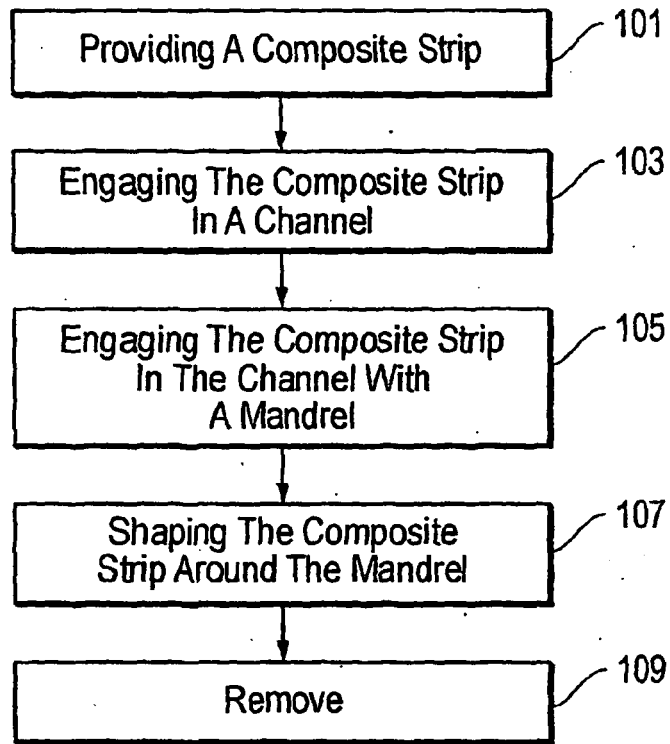 Providing A Composite Strip
101
Engaging The Composite Strip
In A Channel
103
Engaging The Composite Strip
In The Channel With
A Mandrel
105
Shaping The Composite
Strip Around The Mandrel
107
Remove
109